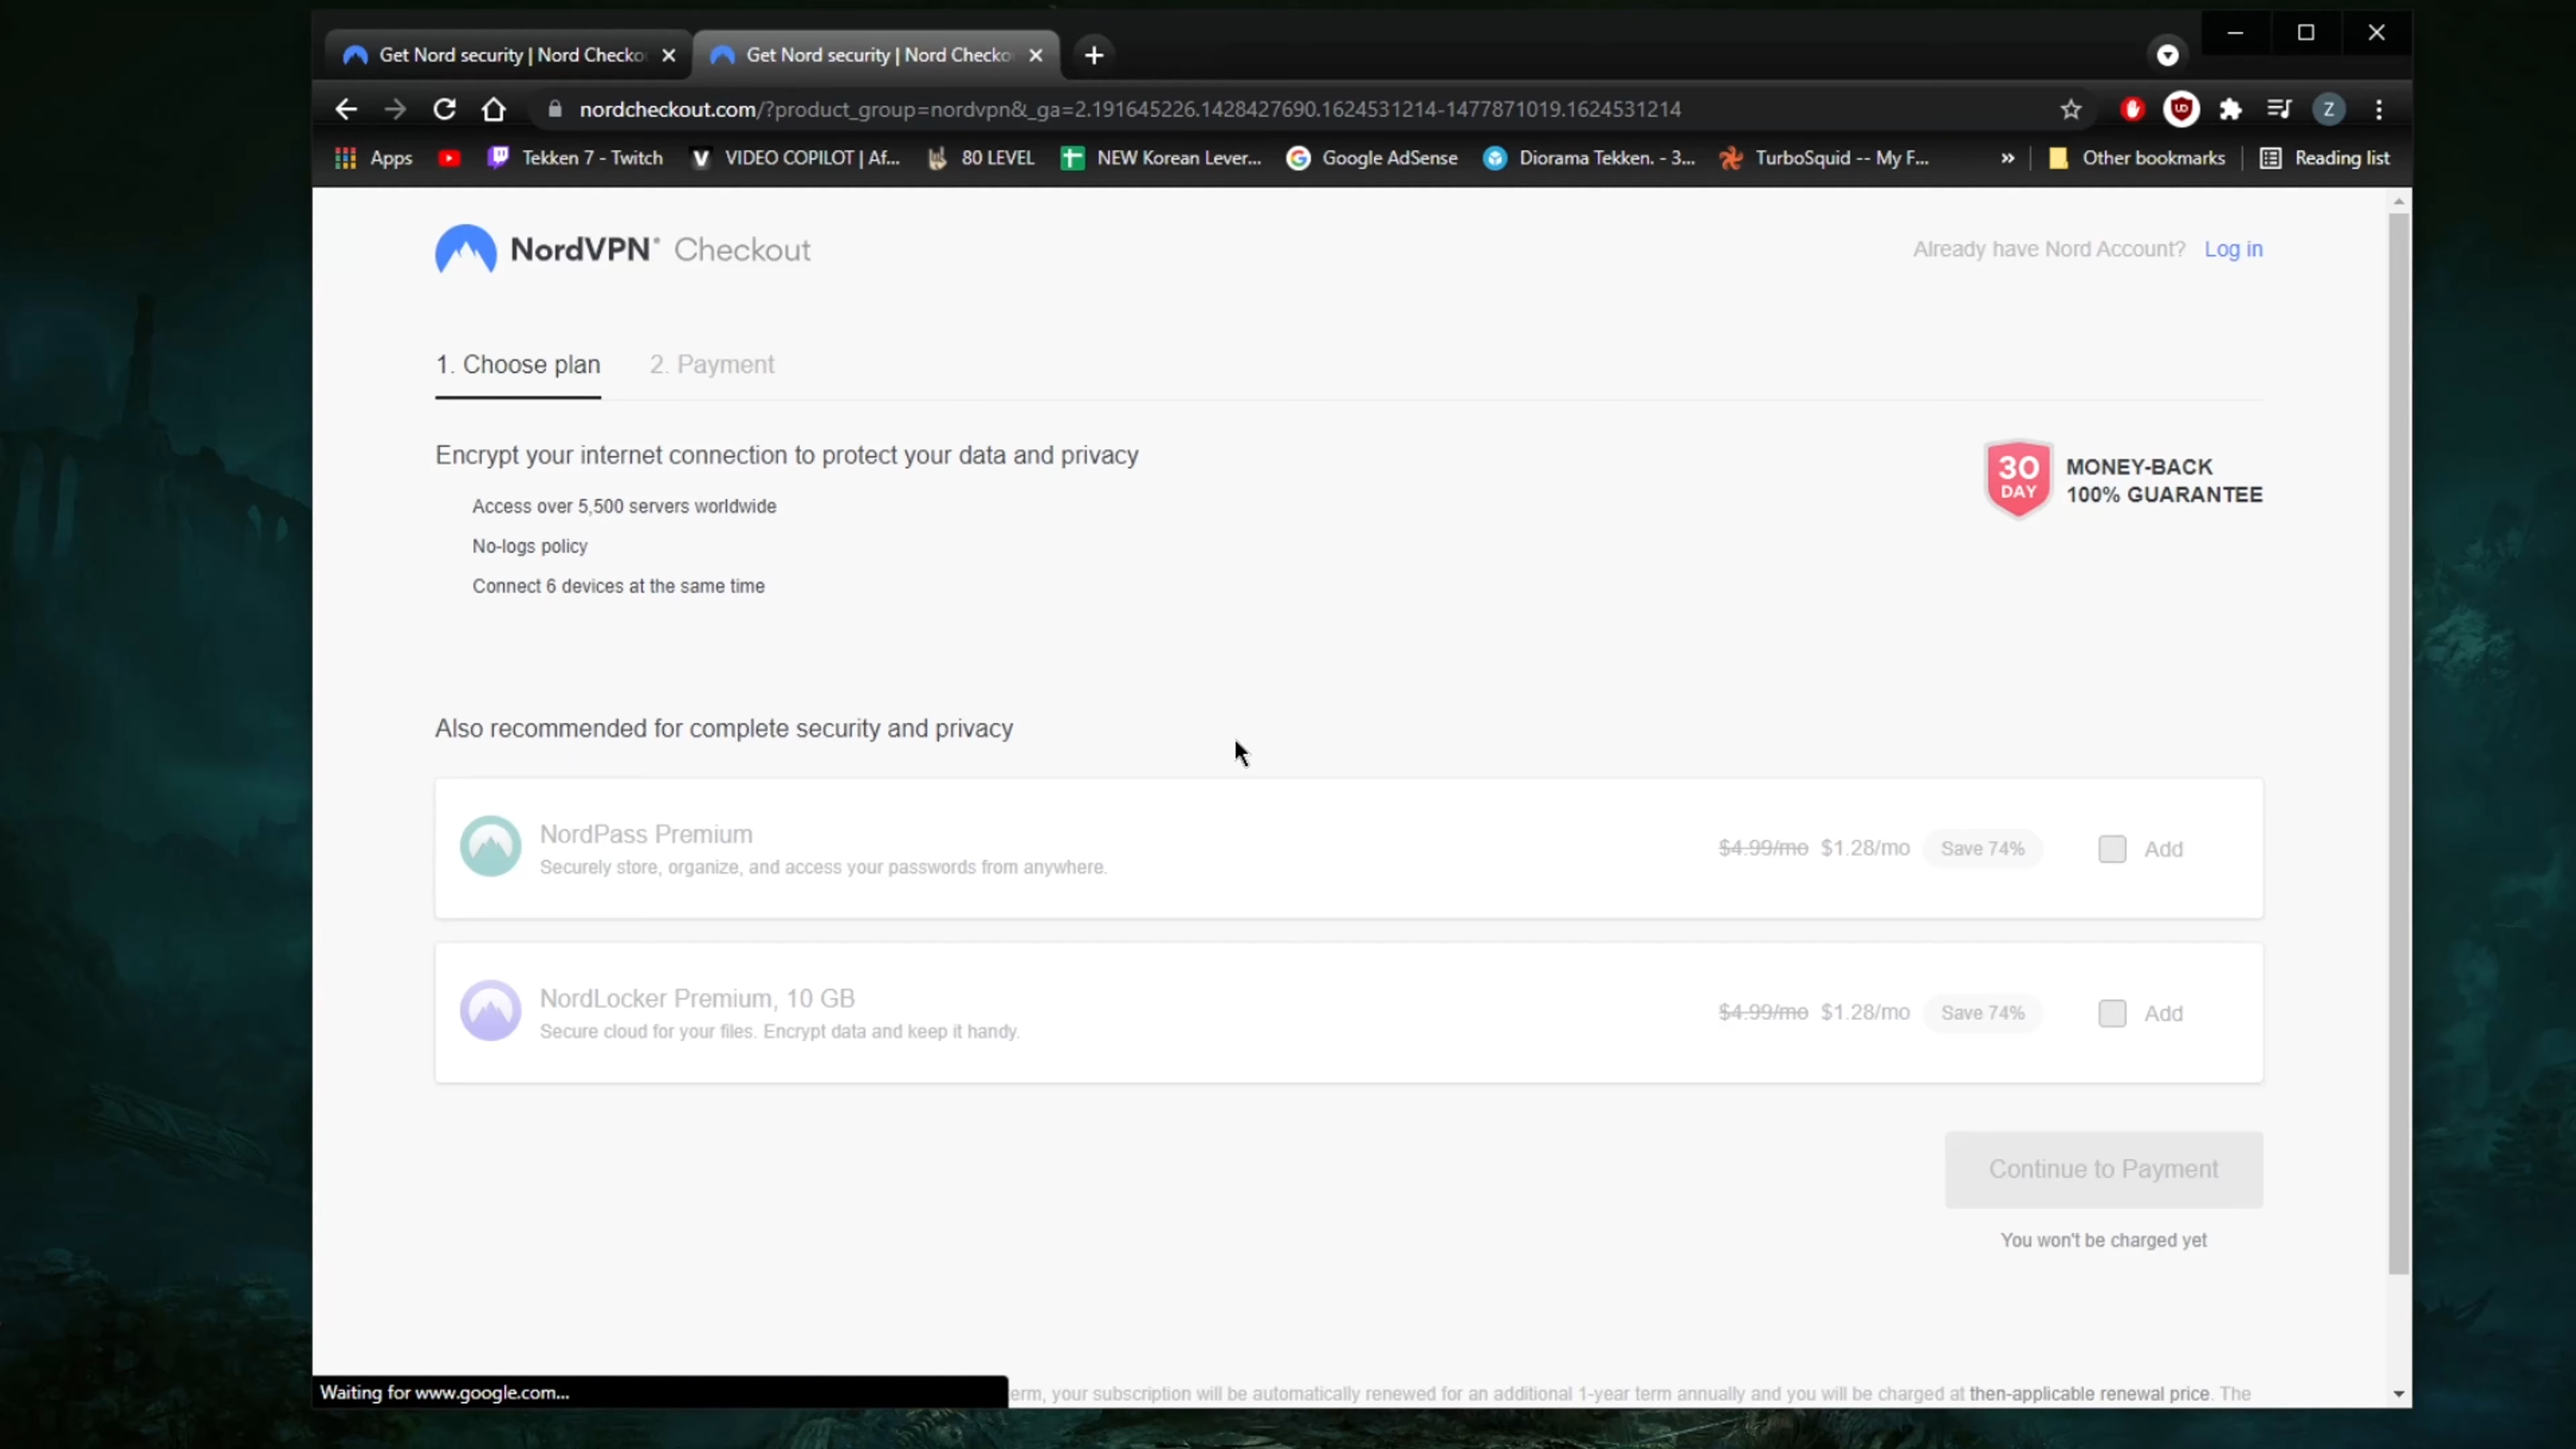 Get Nord security | Nord Checko
Get Nord security | Nord Checko
nordcheckout.com/?product_group=nordvpn&_ga=2.191645226.1428427690.1624531214-1477871019.1624531214
Z
Apps
Tekken 7 - Twitch
VIDEO COPILOT | Af...
80 LEVEL
NEW Korean Lever...
Google AdSense
Diorama Tekken. - 3...
TurboSquid -- My F...
»
Other bookmarks
Reading list
NordVPN® Checkout
Already have Nord Account? Log in
1. Choose plan
2. Payment
Encrypt your internet connection to protect your data and privacy
30 DAY
MONEY-BACK
100% GUARANTEE
Access over 5,500 servers worldwide
No-logs policy
Connect 6 devices at the same time
Also recommended for complete security and privacy
NordPass Premium
Securely store, organize, and access your passwords from anywhere.
$4.99/mo $1.28/mo Save 74% Add
NordLocker Premium, 10 GB
Secure cloud for your files. Encrypt data and keep it handy.
$4.99/mo $1.28/mo Save 74% Add
Continue to Payment
You won't be charged yet
Waiting for www.google.com...
erm, your subscription will be automatically renewed for an additional 1-year term annually and you will be charged at then-applicable renewal price. The